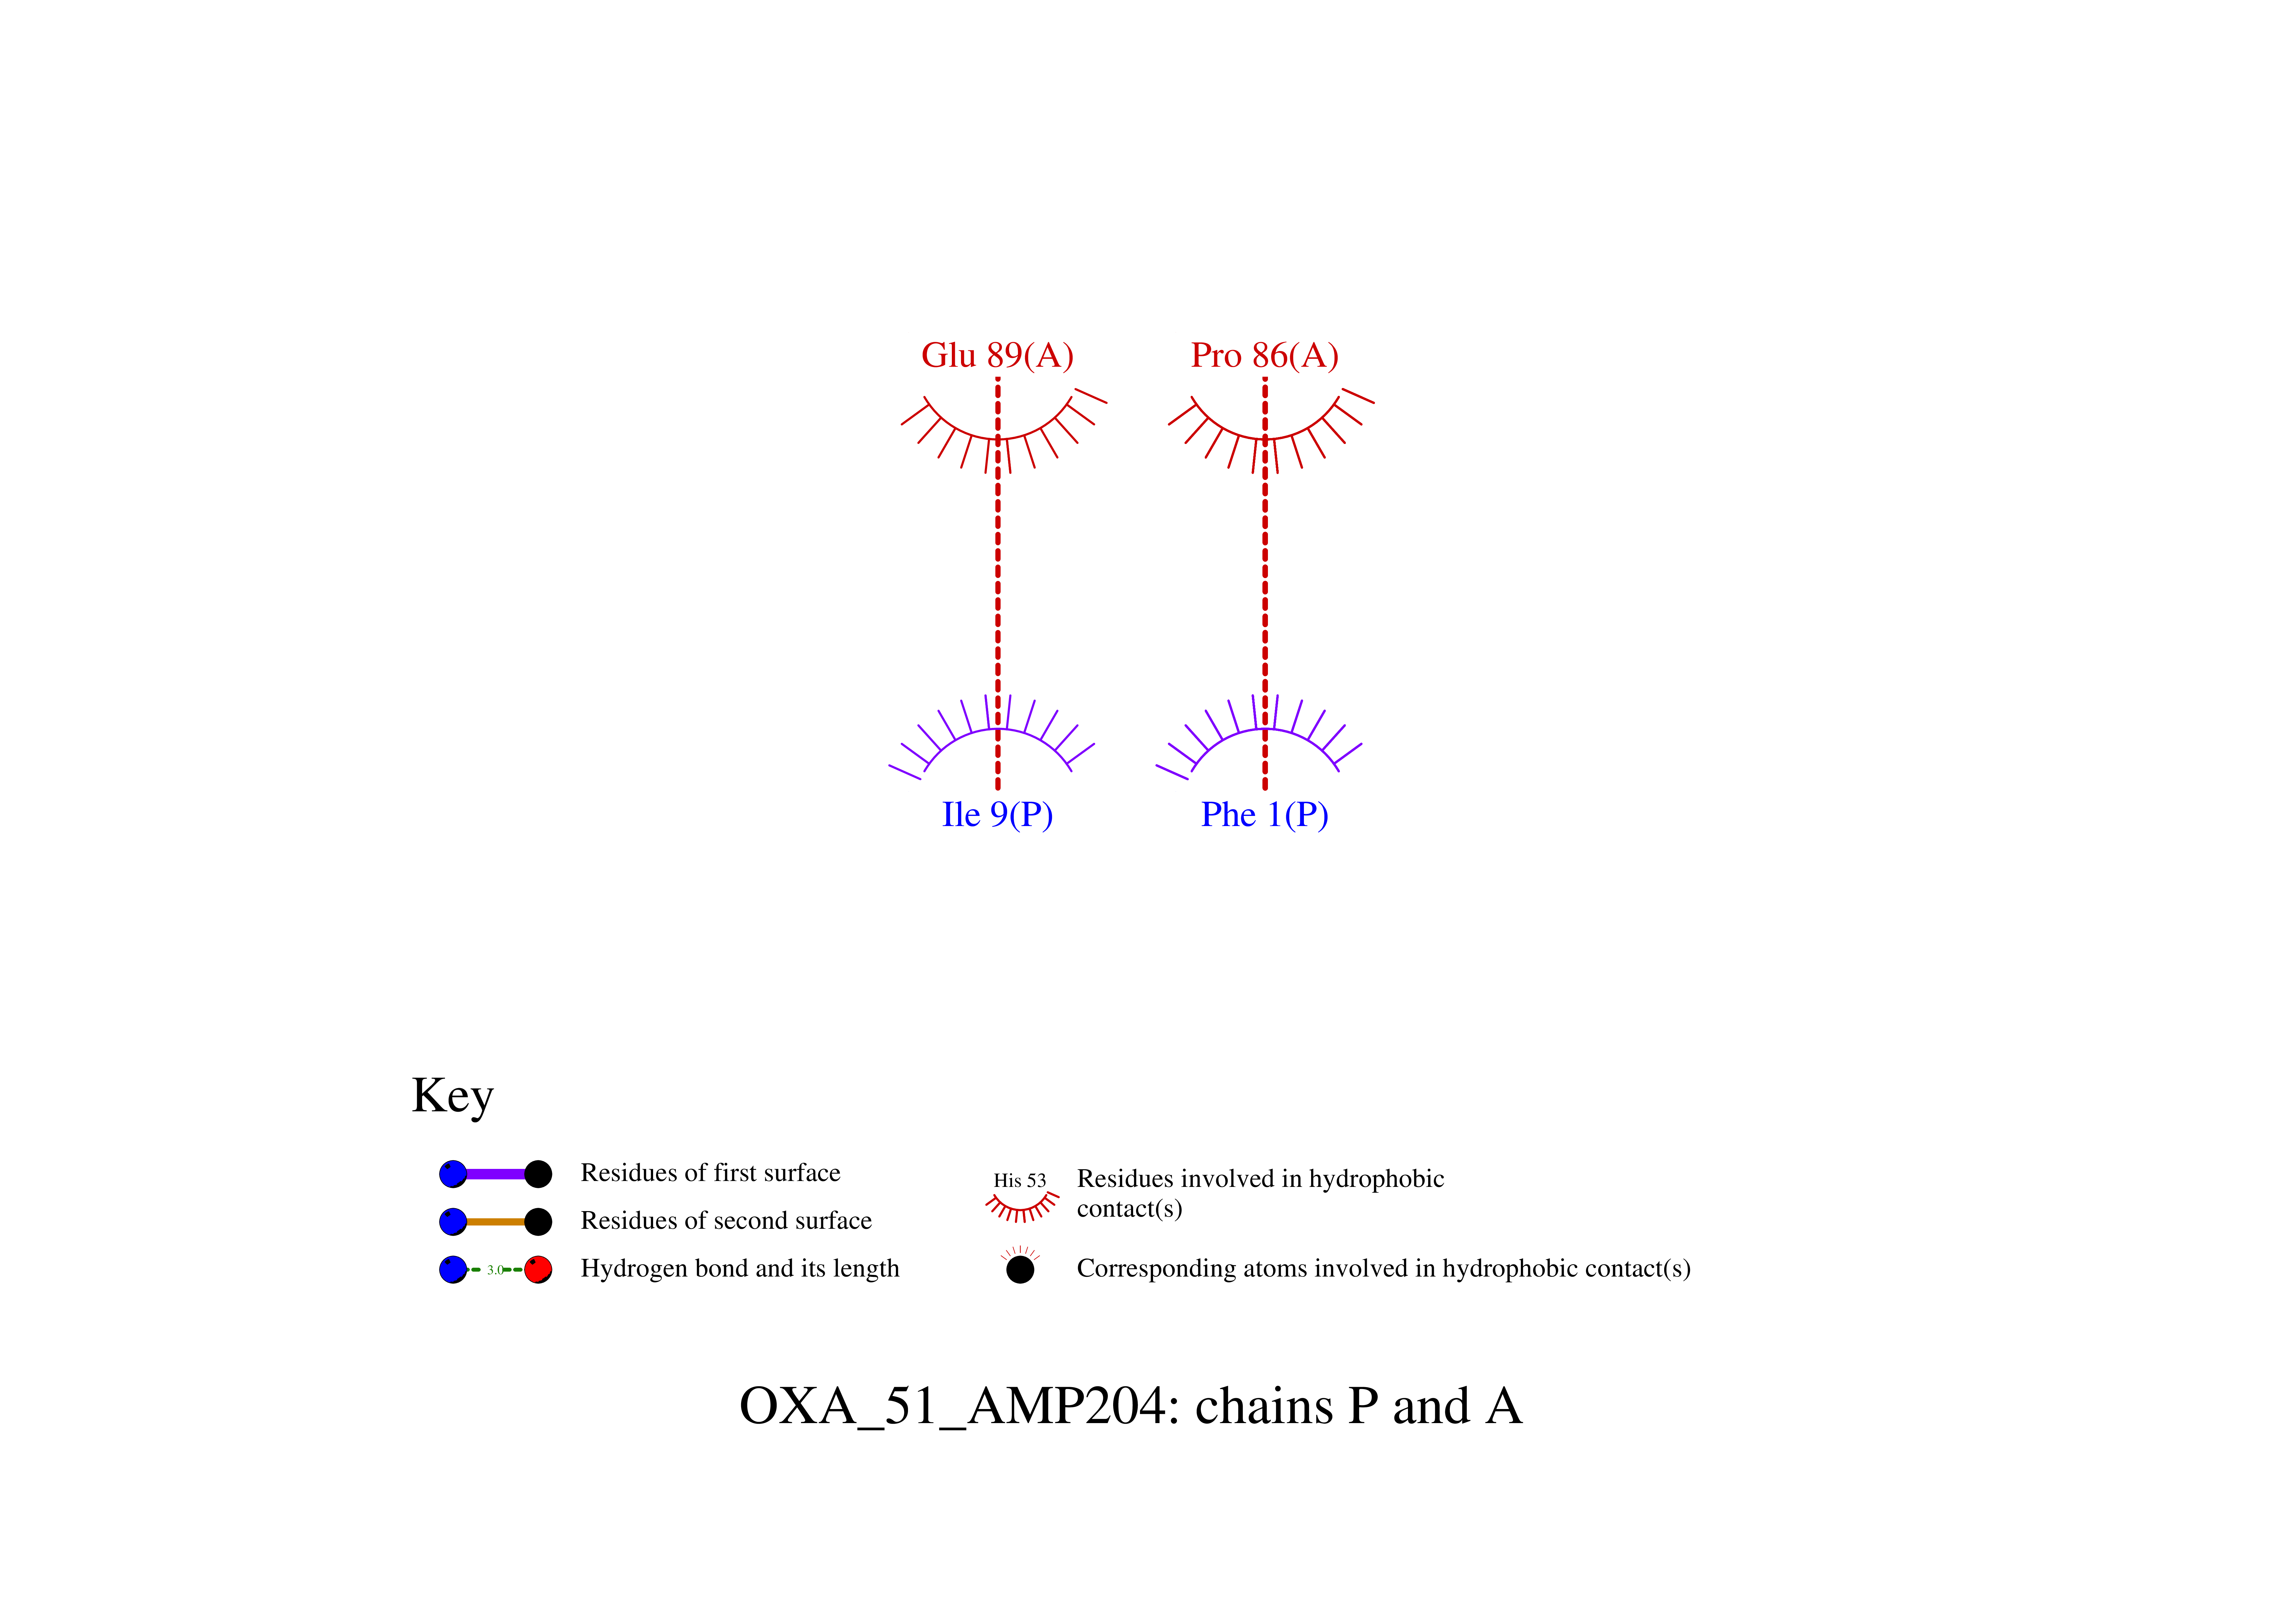 Glu 89(A) Pro 86(A)
Ile 9(P) Phe 1(P)
Key
Residues of first surface
Residues of second surface
3.0 Hydrogen bond and its length
His 53 Residues involved in hydrophobic
contact(s)
Corresponding atoms involved in hydrophobic contact(s)
OXA_51_AMP204: chains P and A